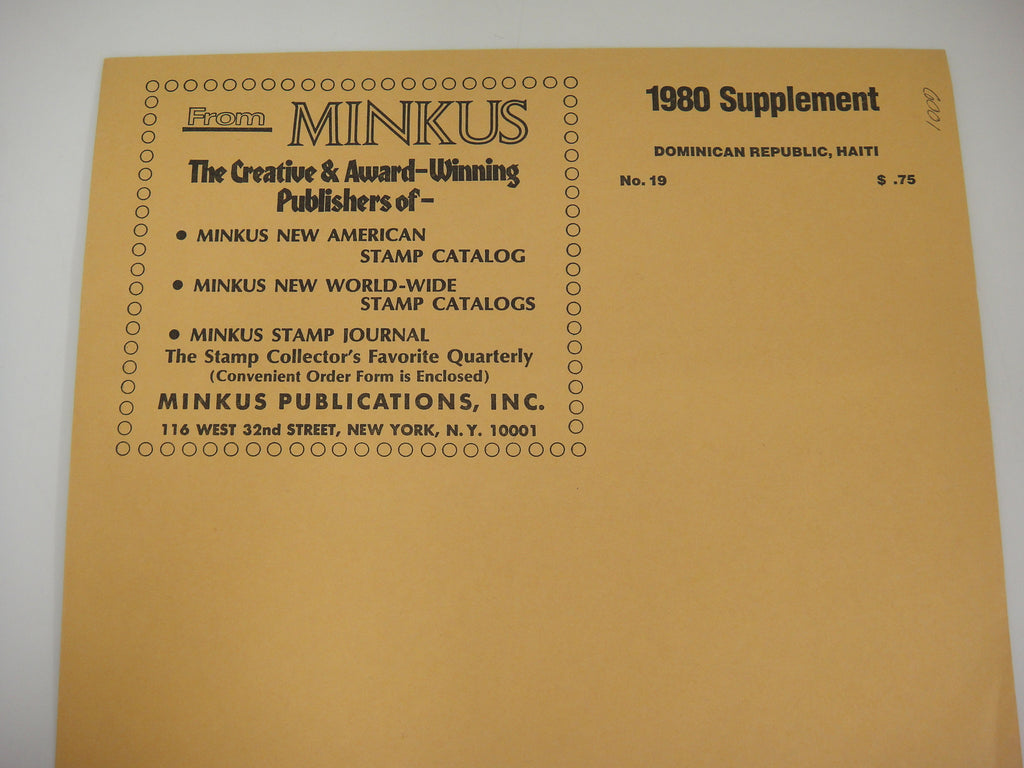 From MINKUS
The Creative & Award-Winning
Publishers of-
• MINKUS NEW AMERICAN
STAMP CATALOG
• MINKUS NEW WORLD-WIDE
STAMP CATALOGS
• MINKUS STAMP JOURNAL
The Stamp Collector's Favorite Quarterly
(Convenient Order Form is Enclosed)
MINKUS PUBLICATIONS, INC.
116 WEST 32nd STREET, NEW YORK, N.Y. 10001
1980 Supplement
DOMINICAN REPUBLIC, HAITI
No. 19 $ .75